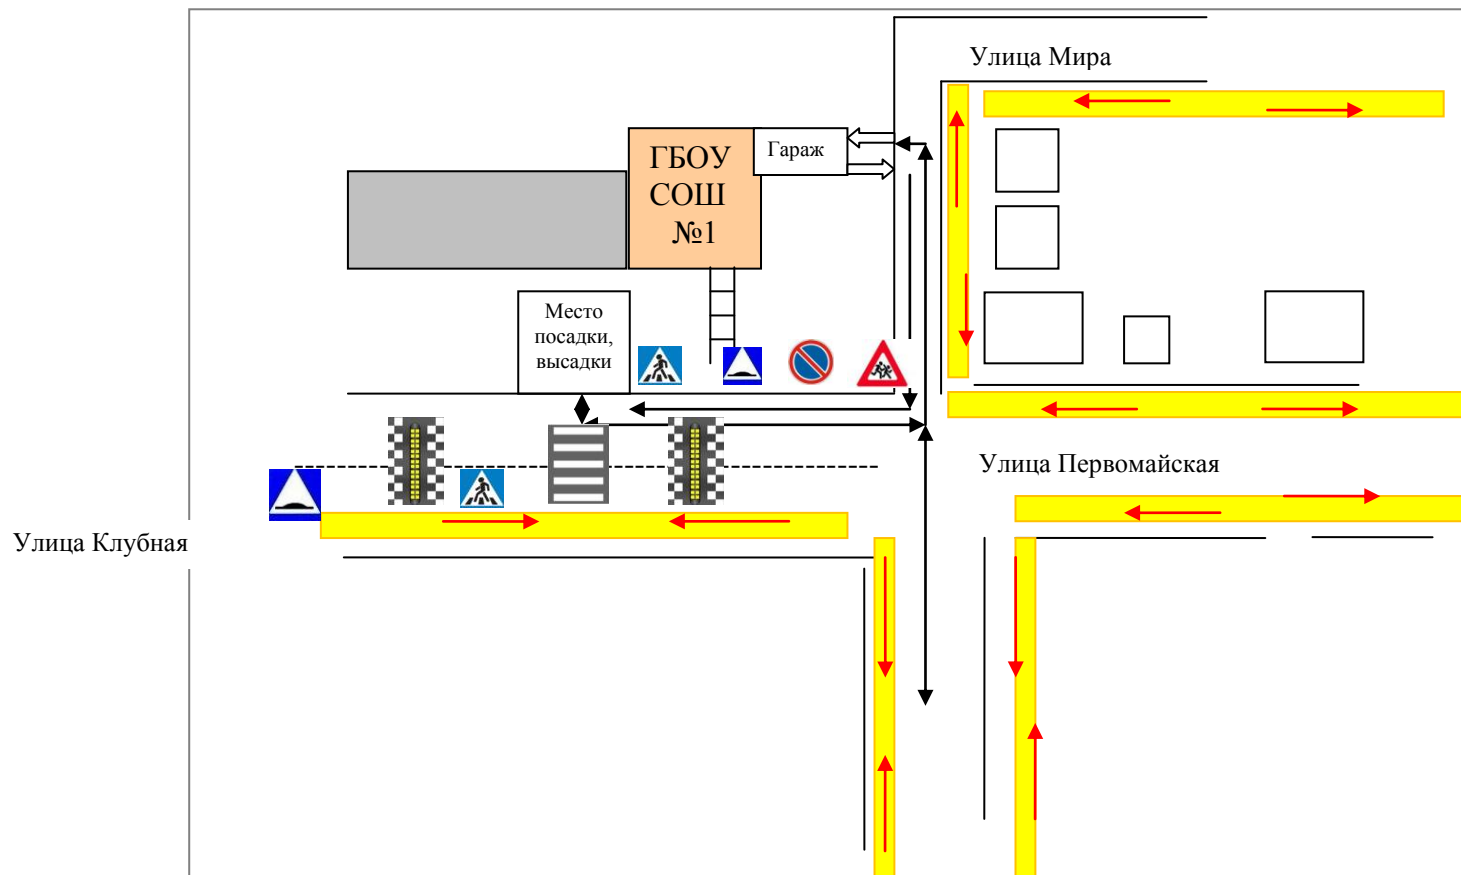 Улица Мира
Гараж
ГБОУ
СОШ
№1
Место
посадки,
высадки
Улица Первомайская
Улица Клубная